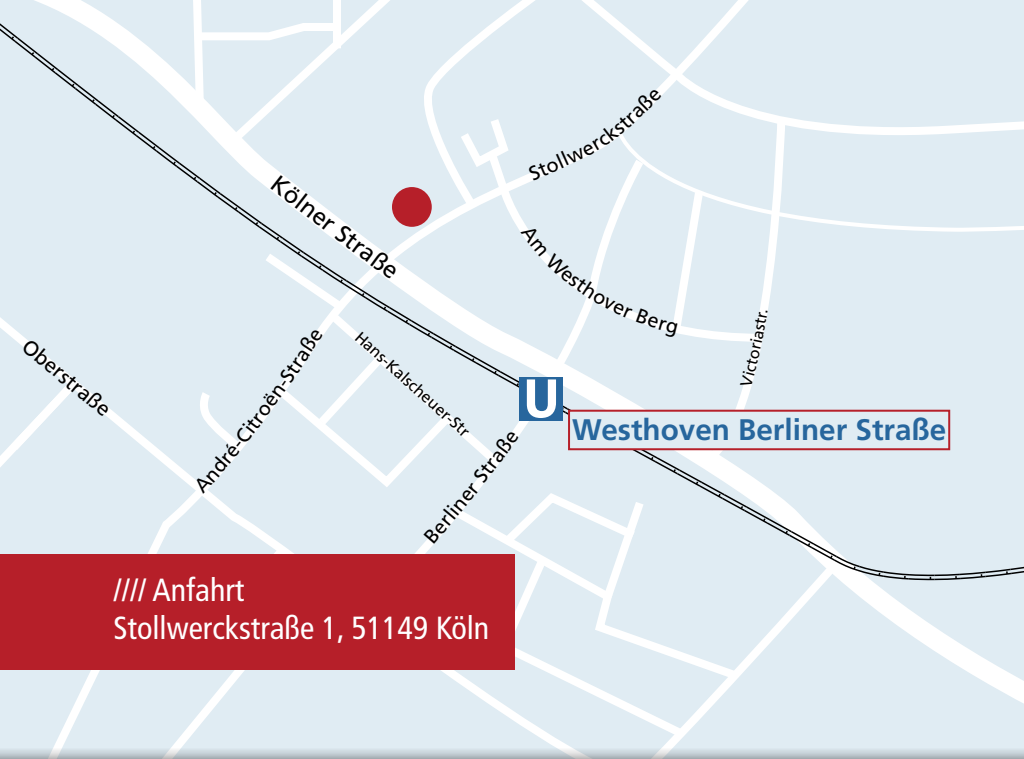 Stollwerckstraße
Kölner Straße
Am Westhover Berg
Victoriastr.
Oberstraße
André-Citroën-Straße
Hans-Kalscheuer-Str
U
Westhoven Berliner Straße
Berliner Straße
//// Anfahrt
Stollwerckstraße 1, 51149 Köln